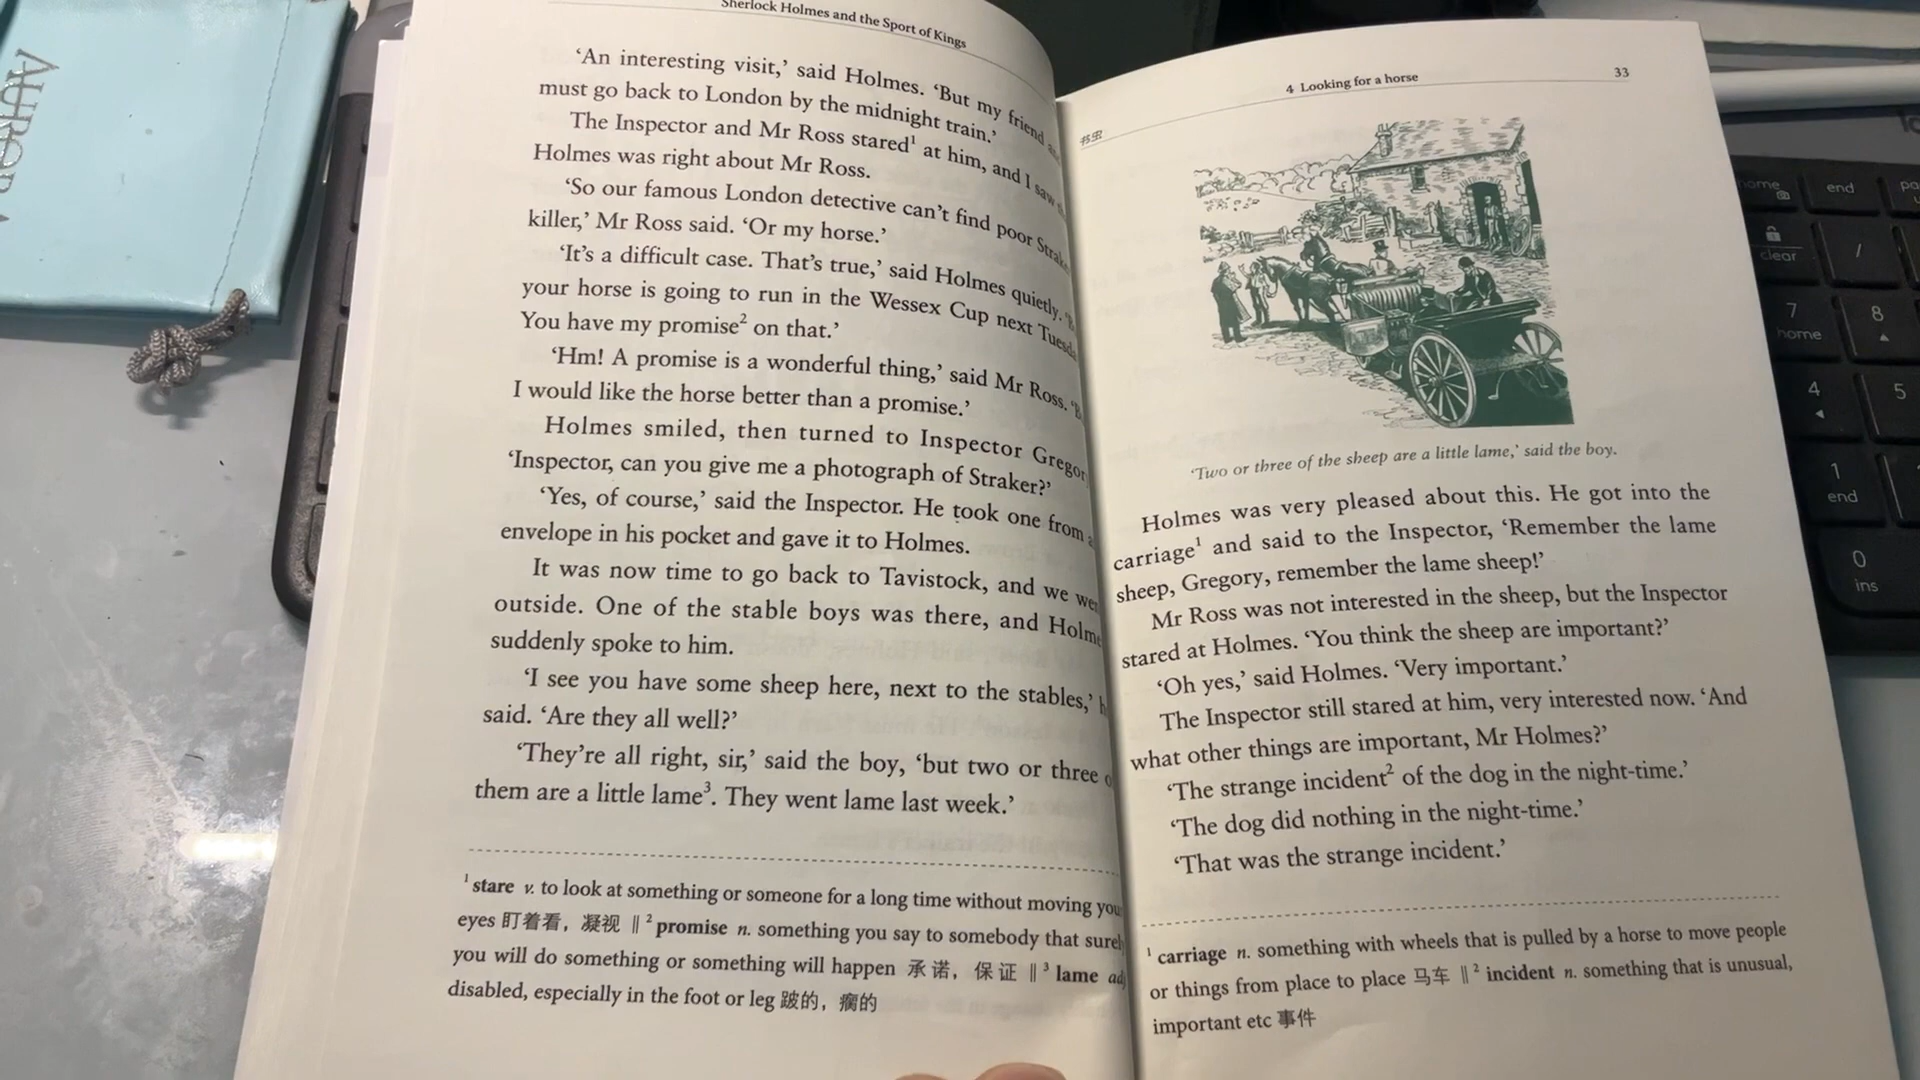 Sherlock Holmes and the Sport of Kings
‘An interesting visit,’ said Holmes. ‘But my friend
must go back to London by the midnight train.’
The Inspector and Mr Ross stared¹ at him, and I saw
Holmes was right about Mr Ross.
‘So our famous London detective can’t find poor
killer,’ Mr Ross said. ‘Or my horse.’
‘It’s a difficult case. That’s true,’ said Holmes quietly.
your horse is going to run in the Wessex Cup next
You have my promise² on that.’
‘Hm! A promise is a wonderful thing,’ said Mr Ross.
I would like the horse better than a promise.’
Holmes smiled, then turned to Inspector
‘Inspector, can you give me a photograph of Straker?’
‘Yes, of course,’ said the Inspector. He took one from
envelope in his pocket and gave it to Holmes.
It was now time to go back to Tavistock, and we
outside. One of the stable boys was there, and
suddenly spoke to him.
‘I see you have some sheep here, next to the stables,’
said. ‘Are they all well?’
‘They’re all right, sir,’ said the boy, ‘but two or three
them are a little lame³. They went lame last week.’
¹ stare v. to look at something or someone for a long time without moving
eyes 盯着看，凝视 ‖ ² promise n. something you say to somebody that
you will do something or something will happen 承诺，保证 ‖ ³ lame
disabled, especially in the foot or leg 跛的，瘸的
4 Looking for a horse 33
书虫
‘Two or three of the sheep are a little lame,’ said the boy.
Holmes was very pleased about this. He got into the
carriage¹ and said to the Inspector, ‘Remember the lame
sheep, Gregory, remember the lame sheep!’
Mr Ross was not interested in the sheep, but the Inspector
stared at Holmes. ‘You think the sheep are important?’
‘Oh yes,’ said Holmes. ‘Very important.’
The Inspector still stared at him, very interested now. ‘And
what other things are important, Mr Holmes?’
‘The strange incident² of the dog in the night-time.’
‘The dog did nothing in the night-time.’
‘That was the strange incident.’
¹ carriage n. something with wheels that is pulled by a horse to move people
or things from place to place 马车 ‖ ² incident n. something that is unusual,
important etc 事件
home end
clear /
7 8
home
4 5
1
end
0
ins